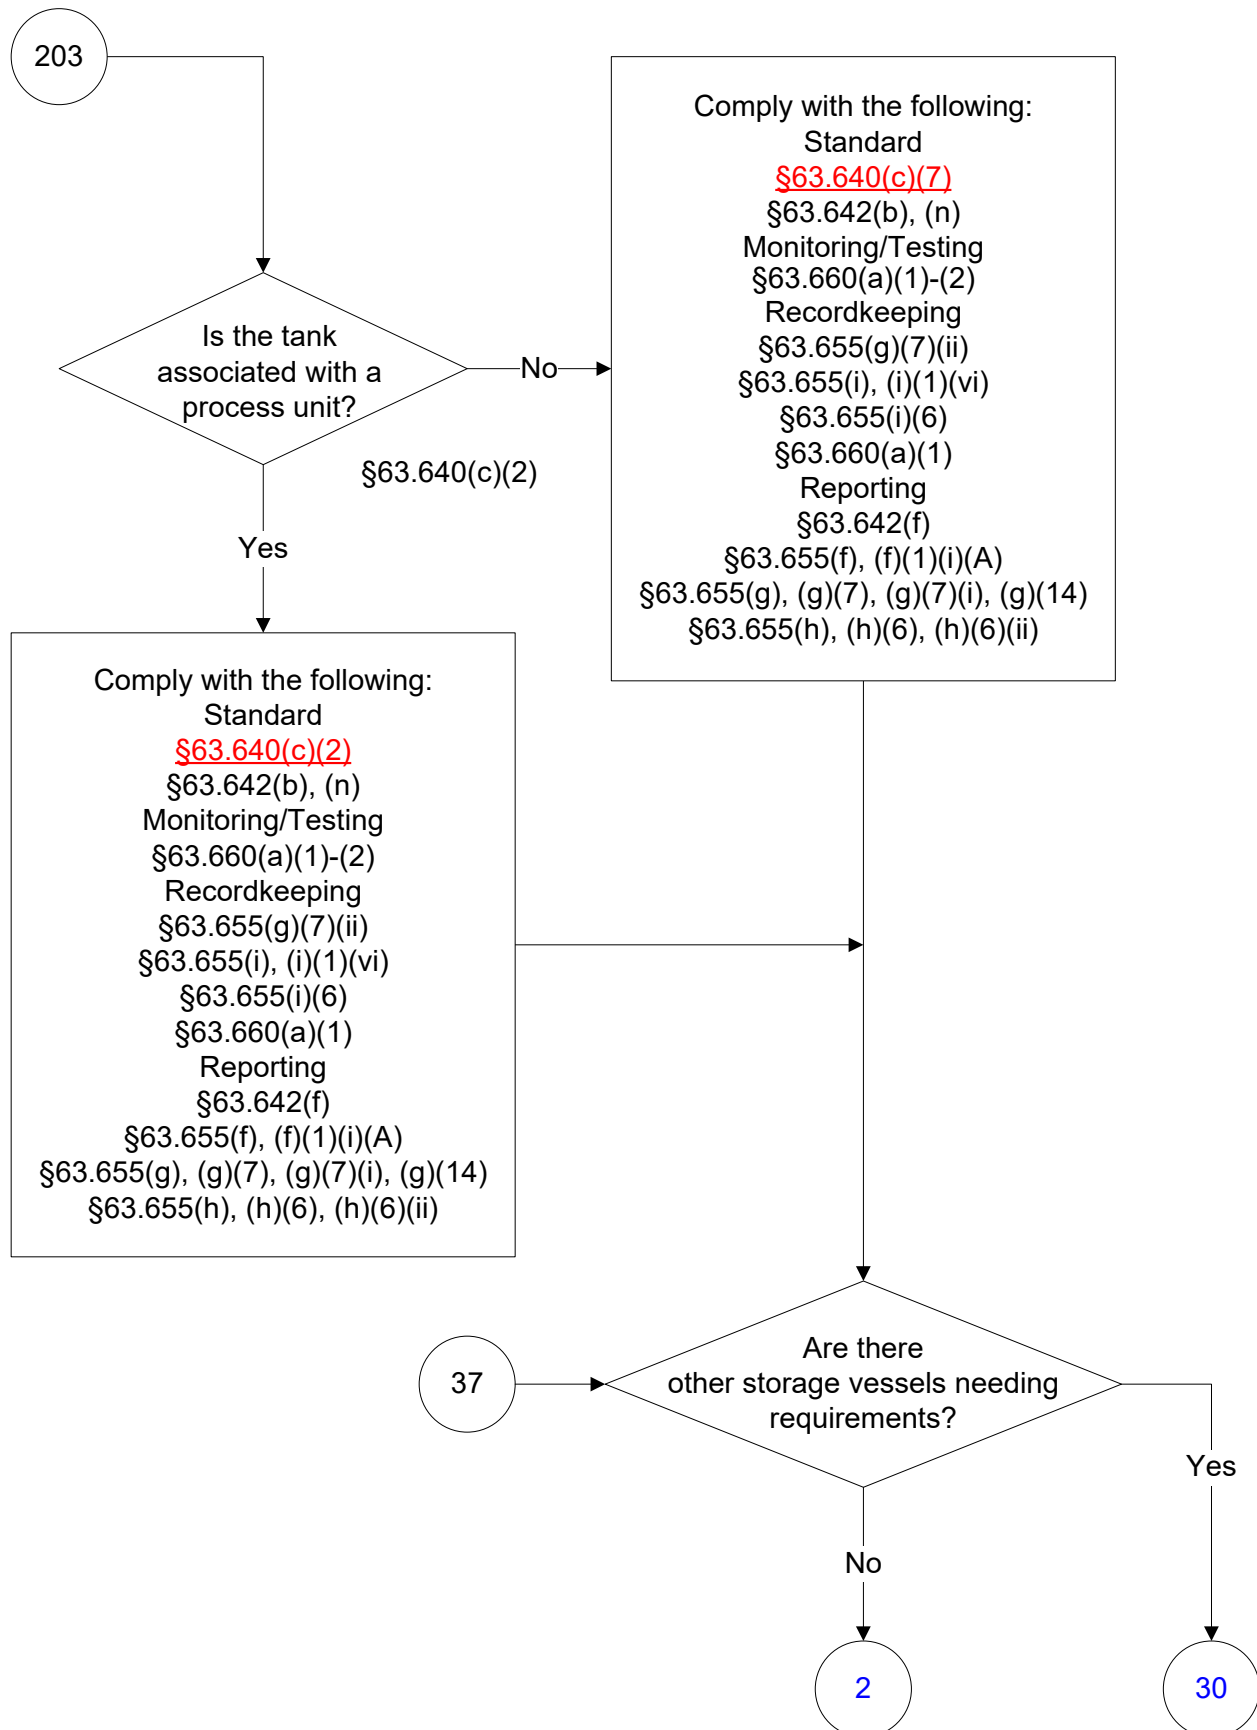 203
Is the tank
associated with a
process unit?
No
§63.640(c)(2)
Yes
Comply with the following:
Standard
§63.640(c)(7)
§63.642(b), (n)
Monitoring/Testing
§63.660(a)(1)-(2)
Recordkeeping
§63.655(g)(7)(ii)
§63.655(i), (i)(1)(vi)
§63.655(i)(6)
§63.660(a)(1)
Reporting
§63.642(f)
§63.655(f), (f)(1)(i)(A)
§63.655(g), (g)(7), (g)(7)(i), (g)(14)
§63.655(h), (h)(6), (h)(6)(ii)
Comply with the following:
Standard
§63.640(c)(2)
§63.642(b), (n)
Monitoring/Testing
§63.660(a)(1)-(2)
Recordkeeping
§63.655(g)(7)(ii)
§63.655(i), (i)(1)(vi)
§63.655(i)(6)
§63.660(a)(1)
Reporting
§63.642(f)
§63.655(f), (f)(1)(i)(A)
§63.655(g), (g)(7), (g)(7)(i), (g)(14)
§63.655(h), (h)(6), (h)(6)(ii)
37
Are there
other storage vessels needing
requirements?
Yes
No
2
30